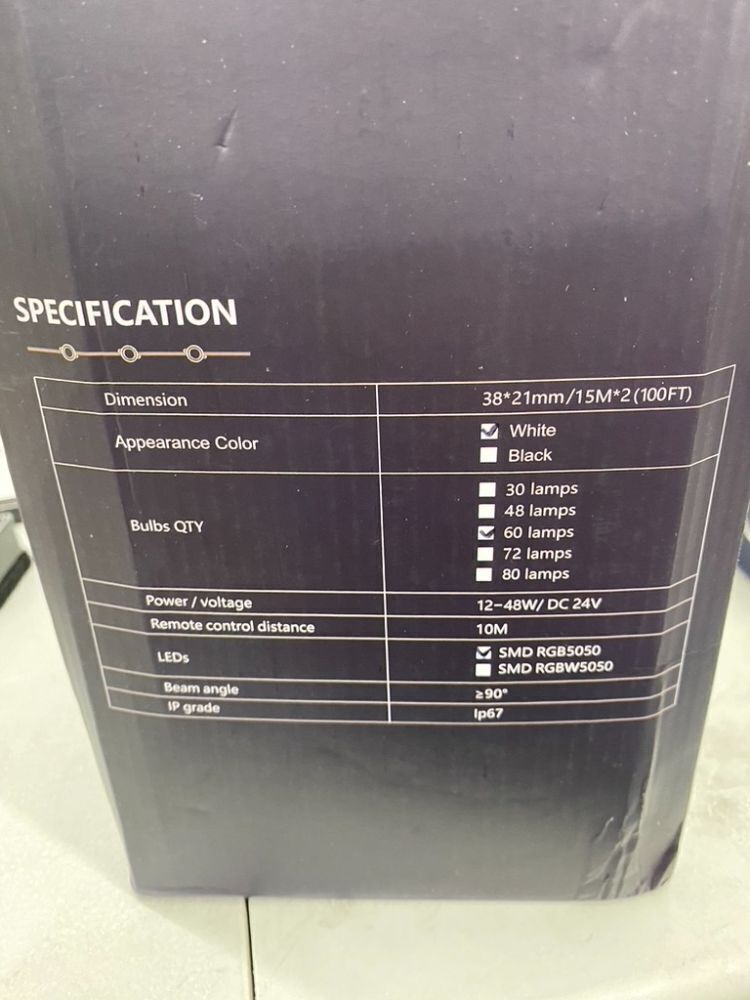 SPECIFICATION
Dimension 38*21mm/15M*2(100FT)
Appearance Color
White
Black
Bulbs QTY
30 lamps
48 lamps
60 lamps
72 lamps
80 lamps
Power / voltage 12-48W/ DC 24V
Remote control distance 10M
LEDs
SMD RGB5050
SMD RGBW5050
Beam angle ≥90°
IP grade Ip67